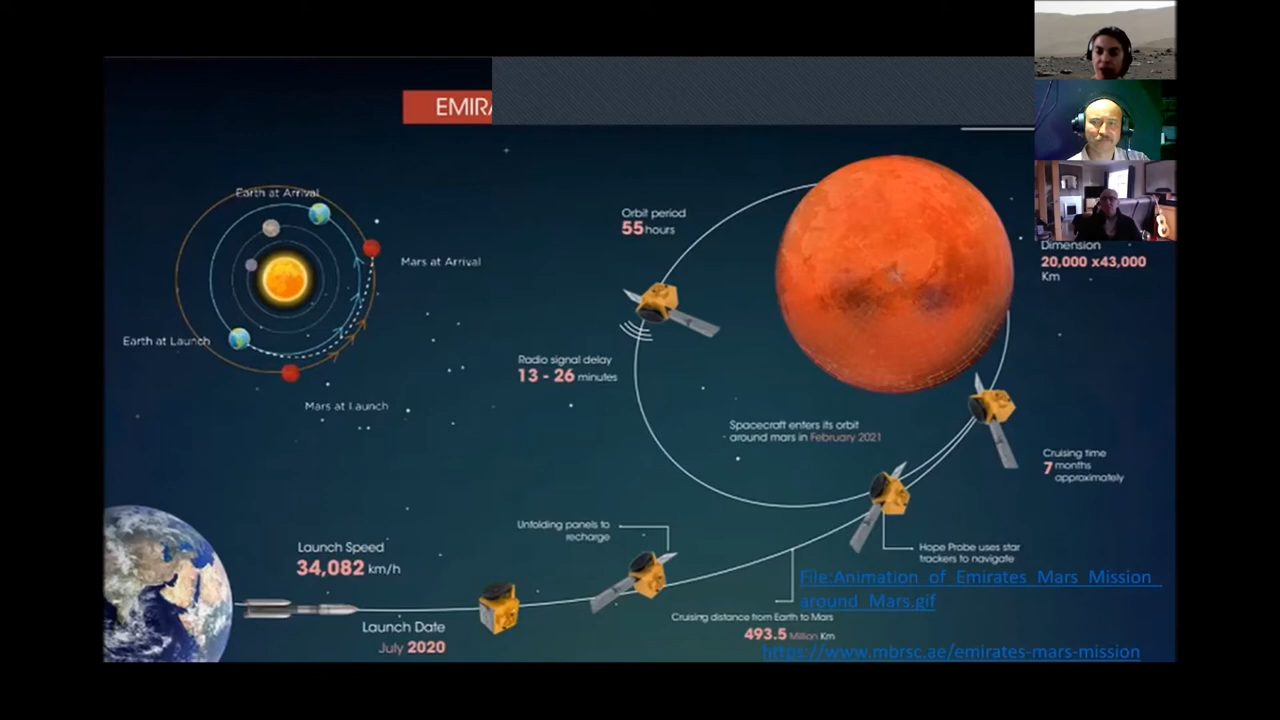 EMIRA
Earth at Arrival
Mars at Arrival
Earth at Launch
Mars at Launch
Orbit period
55 hours
Dimension
20,000 x43,000
Km
Radio signal delay
13 - 26 minutes
Spacecraft enters its orbit
around mars in February 2021
Cruising time
7 months
approximately
Unfolding panels to
recharge
Hope Probe uses star
trackers to navigate
Launch Speed
34,082 km/h
File:Animation_of_Emirates_Mars_Mission_
around_Mars.gif
Cruising distance from Earth to Mars
493.5 Million Km
Launch Date
July 2020
https://www.mbrsc.ae/emirates-mars-mission